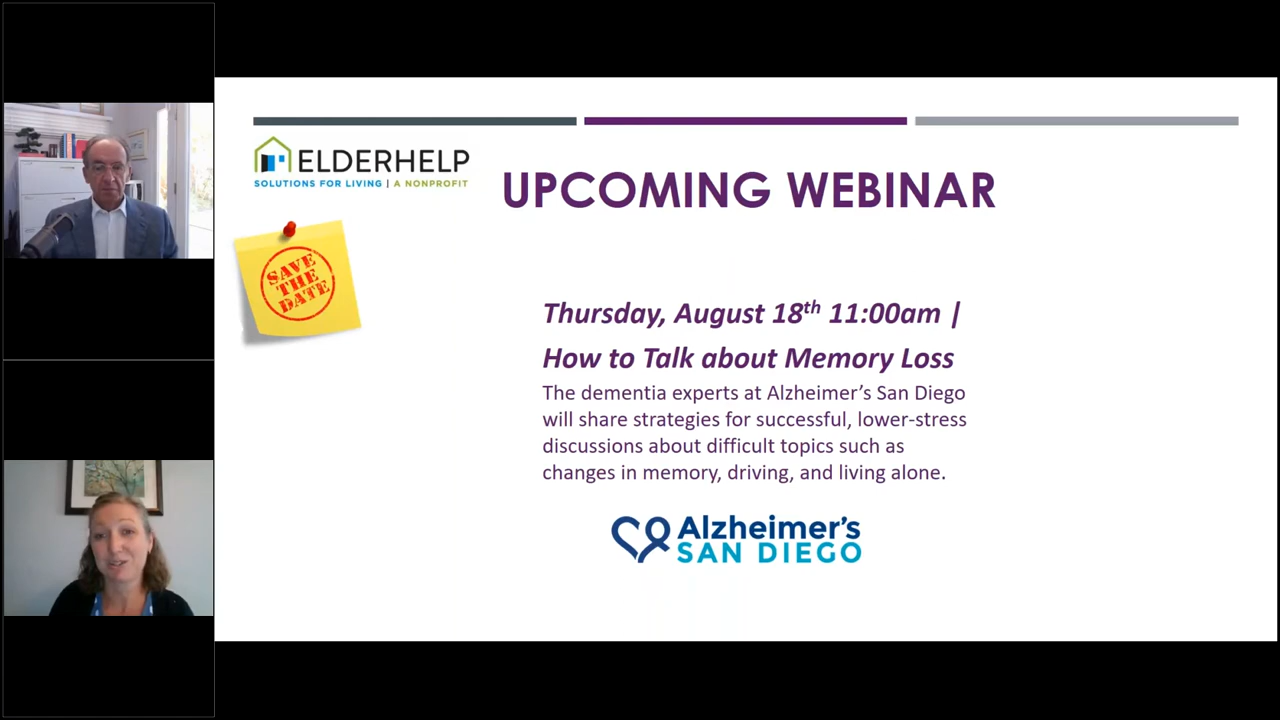 ELDERHELP
SOLUTIONS FOR LIVING | A NONPROFIT
UPCOMING WEBINAR
SAVE
THE
DATE
Thursday, August 18th 11:00am |
How to Talk about Memory Loss
The dementia experts at Alzheimer’s San Diego
will share strategies for successful, lower-stress
discussions about difficult topics such as
changes in memory, driving, and living alone.
Alzheimer’s
SAN DIEGO